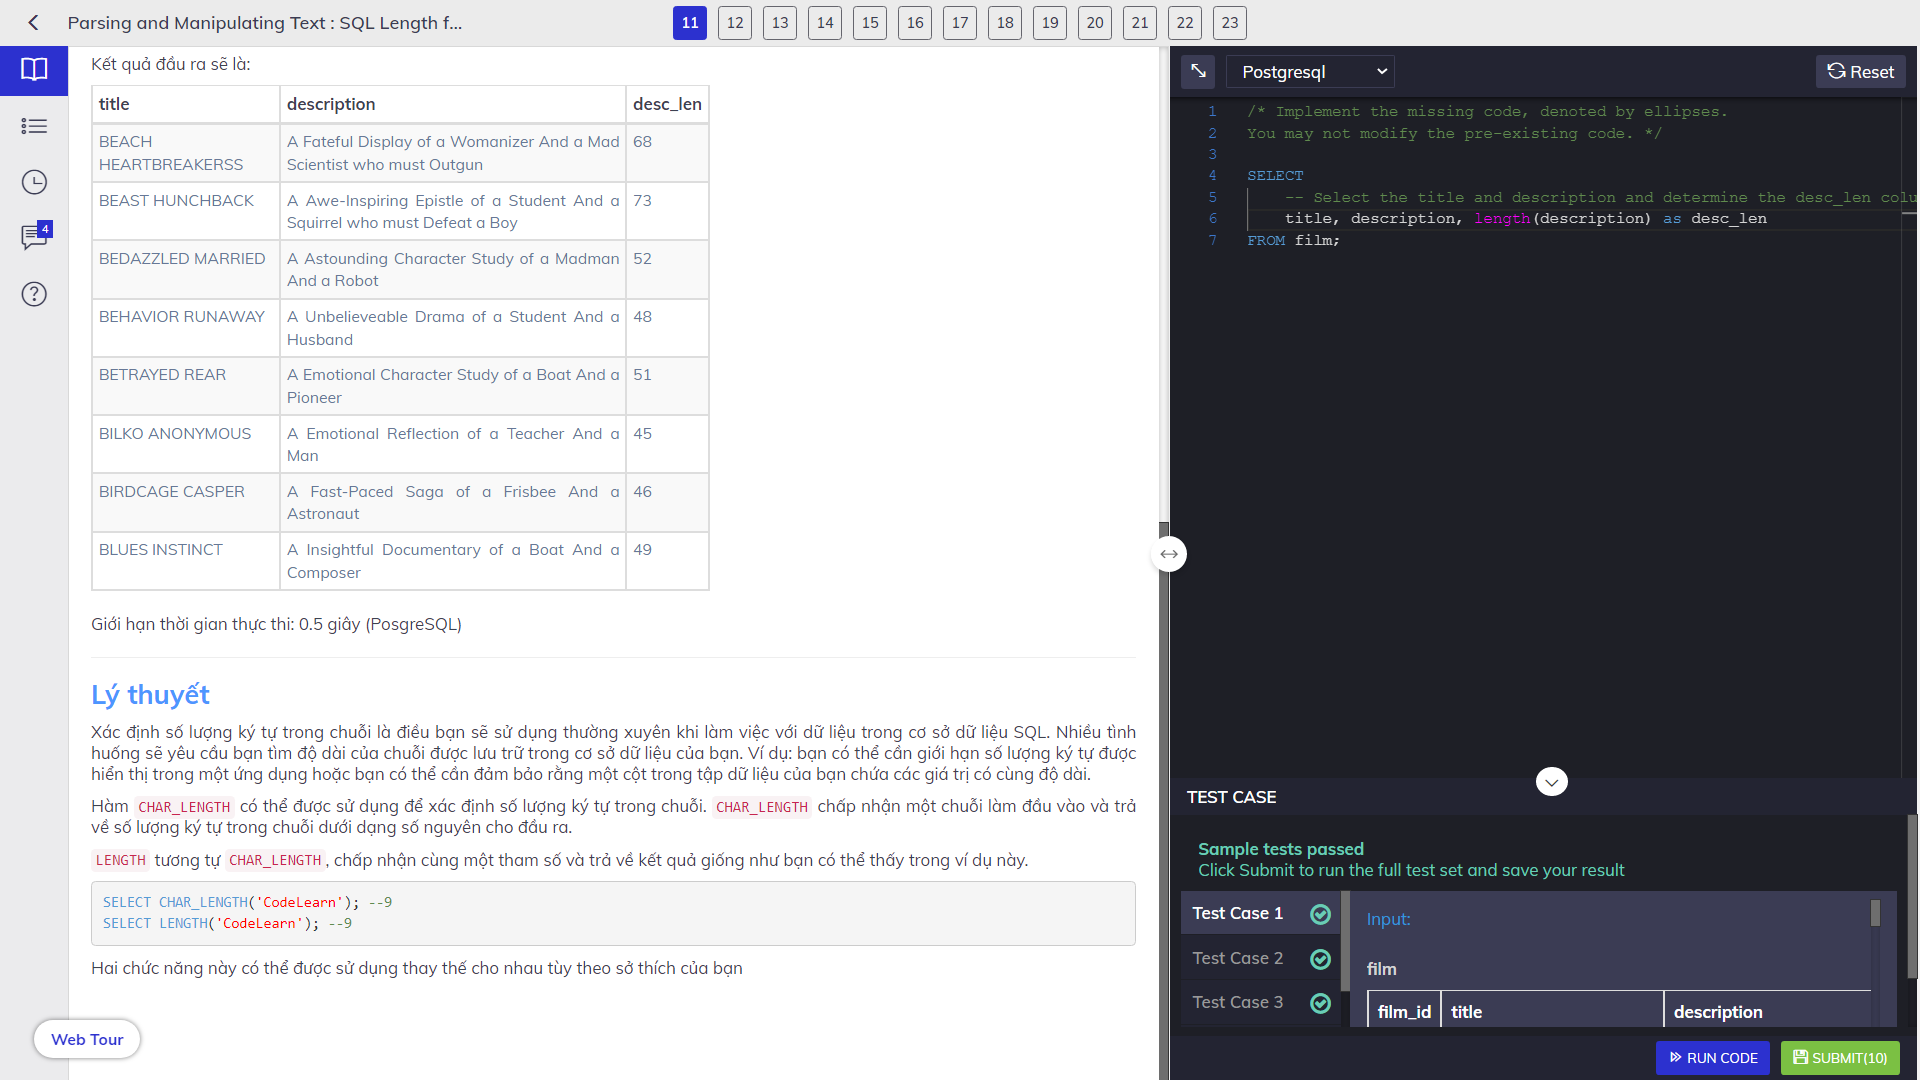 Parsing and Manipulating Text : SQL Length f...
11 12 13 14 15 16 17 18 19 20 21 22 23
4
Kết quả đầu ra sẽ là:
title description desc_len
BEACH HEARTBREAKERSS A Fateful Display of a Womanizer And a Mad Scientist who must Outgun 68
BEAST HUNCHBACK A Awe-Inspiring Epistle of a Student And a Squirrel who must Defeat a Boy 73
BEDAZZLED MARRIED A Astounding Character Study of a Madman And a Robot 52
BEHAVIOR RUNAWAY A Unbelieveable Drama of a Student And a Husband 48
BETRAYED REAR A Emotional Character Study of a Boat And a Pioneer 51
BILKO ANONYMOUS A Emotional Reflection of a Teacher And a Man 45
BIRDCAGE CASPER A Fast-Paced Saga of a Frisbee And a Astronaut 46
BLUES INSTINCT A Insightful Documentary of a Boat And a Composer 49
Giới hạn thời gian thực thi: 0.5 giây (PosgreSQL)
Lý thuyết
Xác định số lượng ký tự trong chuỗi là điều bạn sẽ sử dụng thường xuyên khi làm việc với dữ liệu trong cơ sở dữ liệu SQL. Nhiều tình
huống sẽ yêu cầu bạn tìm độ dài của chuỗi được lưu trữ trong cơ sở dữ liệu của bạn. Ví dụ: bạn có thể cần giới hạn số lượng ký tự được
hiển thị trong một ứng dụng hoặc bạn có thể cần đảm bảo rằng một cột trong tập dữ liệu của bạn chứa các giá trị có cùng độ dài.
Hàm CHAR_LENGTH có thể được sử dụng để xác định số lượng ký tự trong chuỗi. CHAR_LENGTH chấp nhận một chuỗi làm đầu vào và trả
về số lượng ký tự trong chuỗi dưới dạng số nguyên cho đầu ra.
LENGTH tương tự CHAR_LENGTH, chấp nhận cùng một tham số và trả về kết quả giống như bạn có thể thấy trong ví dụ này.
SELECT CHAR_LENGTH('CodeLearn'); --9
SELECT LENGTH('CodeLearn'); --9
Hai chức năng này có thể được sử dụng thay thế cho nhau tùy theo sở thích của bạn
Web Tour
Postgresql
Reset
1 /* Implement the missing code, denoted by ellipses.
2 You may not modify the pre-existing code. */
3
4 SELECT
5 -- Select the title and description and determine the desc_len colu
6 title, description, length(description) as desc_len
7 FROM film;
TEST CASE
Sample tests passed
Click Submit to run the full test set and save your result
Test Case 1
Test Case 2
Test Case 3
Input:
film
film_id title description
RUN CODE
SUBMIT(10)